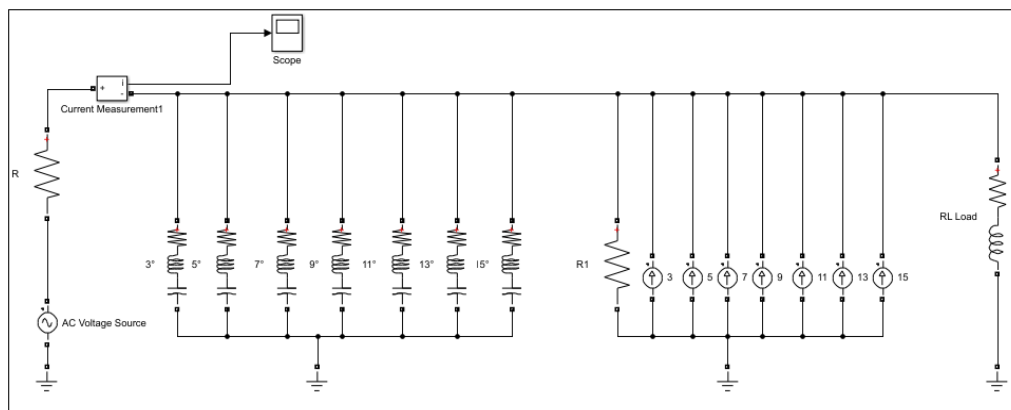 Scope
i
+
-
Current Measurement1
R
AC Voltage Source
3°
5°
7°
9°
11°
13°
I5°
R1
3
5
7
9
11
13
15
RL Load